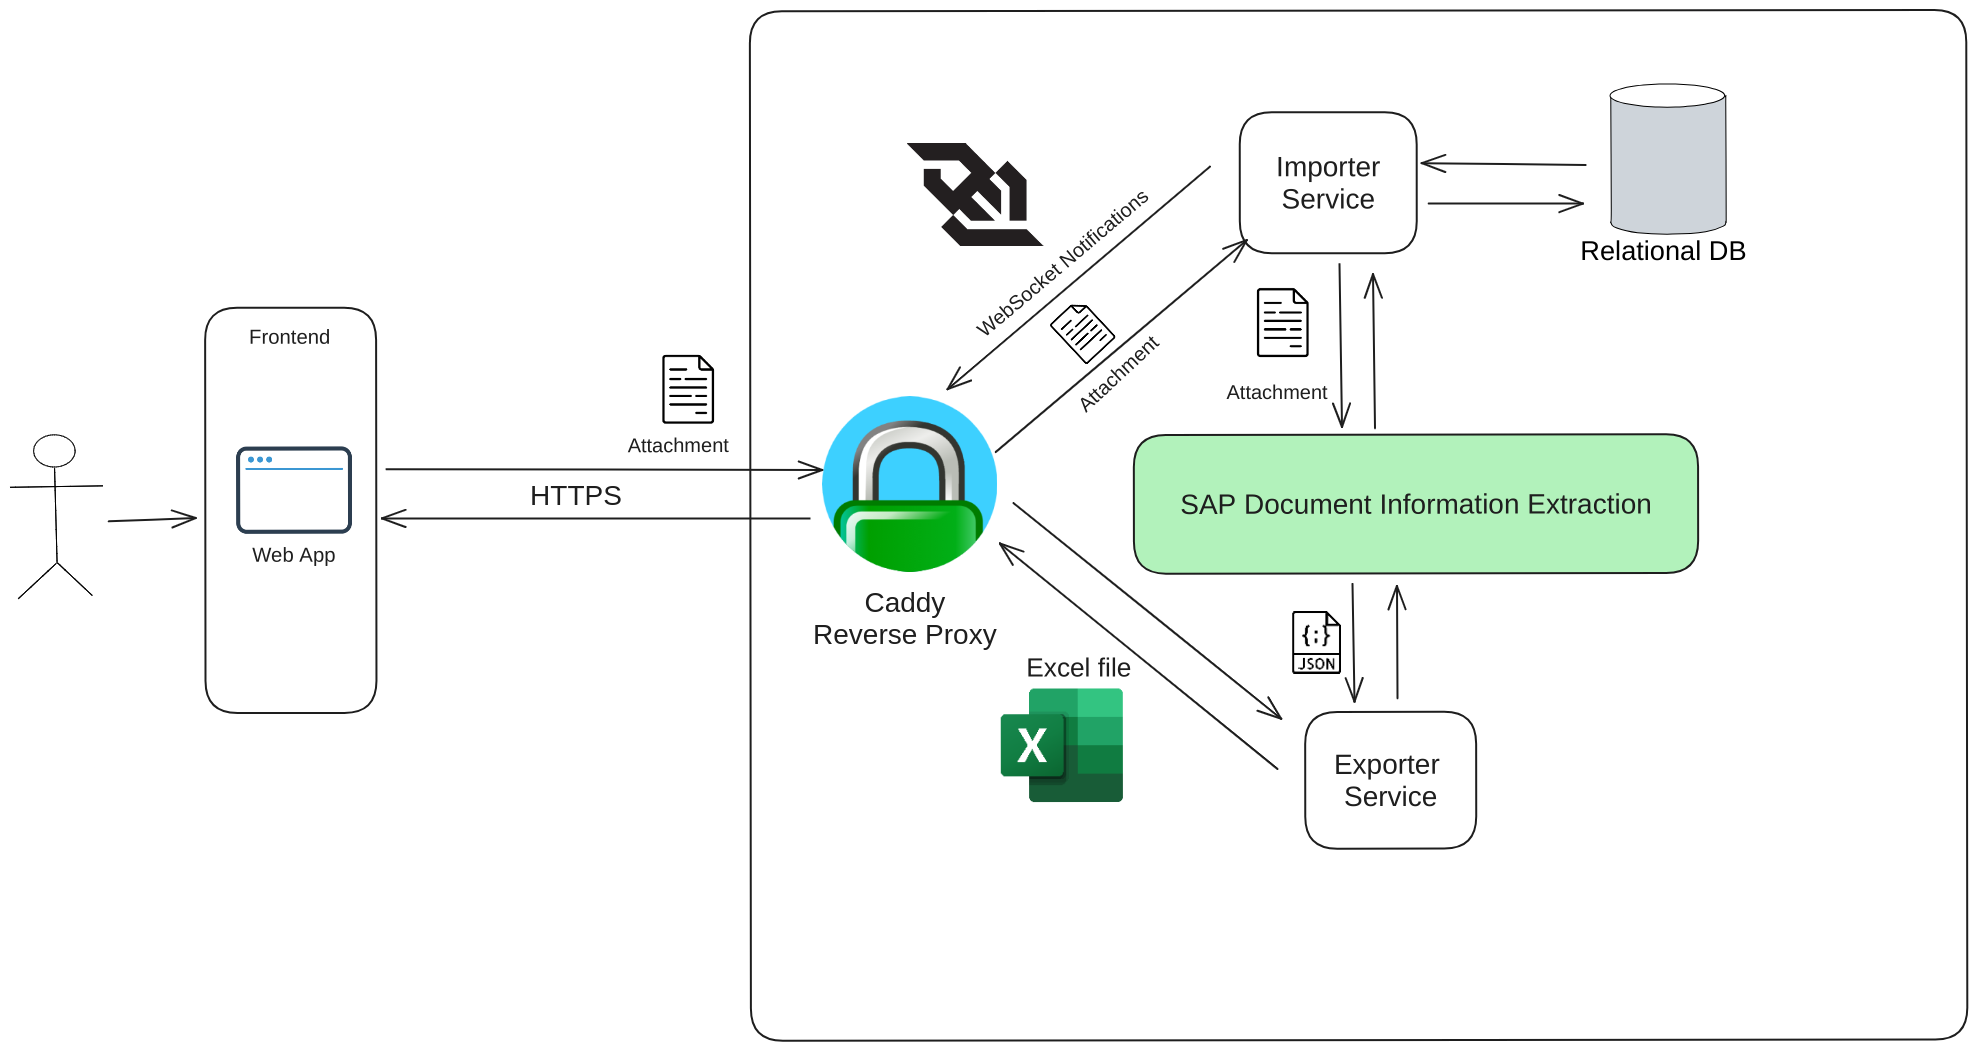 Frontend
Web App
Attachment
HTTPS
Caddy
Reverse Proxy
WebSocket Notifications
Attachment
Importer
Service
Relational DB
Attachment
SAP Document Information Extraction
{:}
JSON
Excel file
X
Exporter
Service